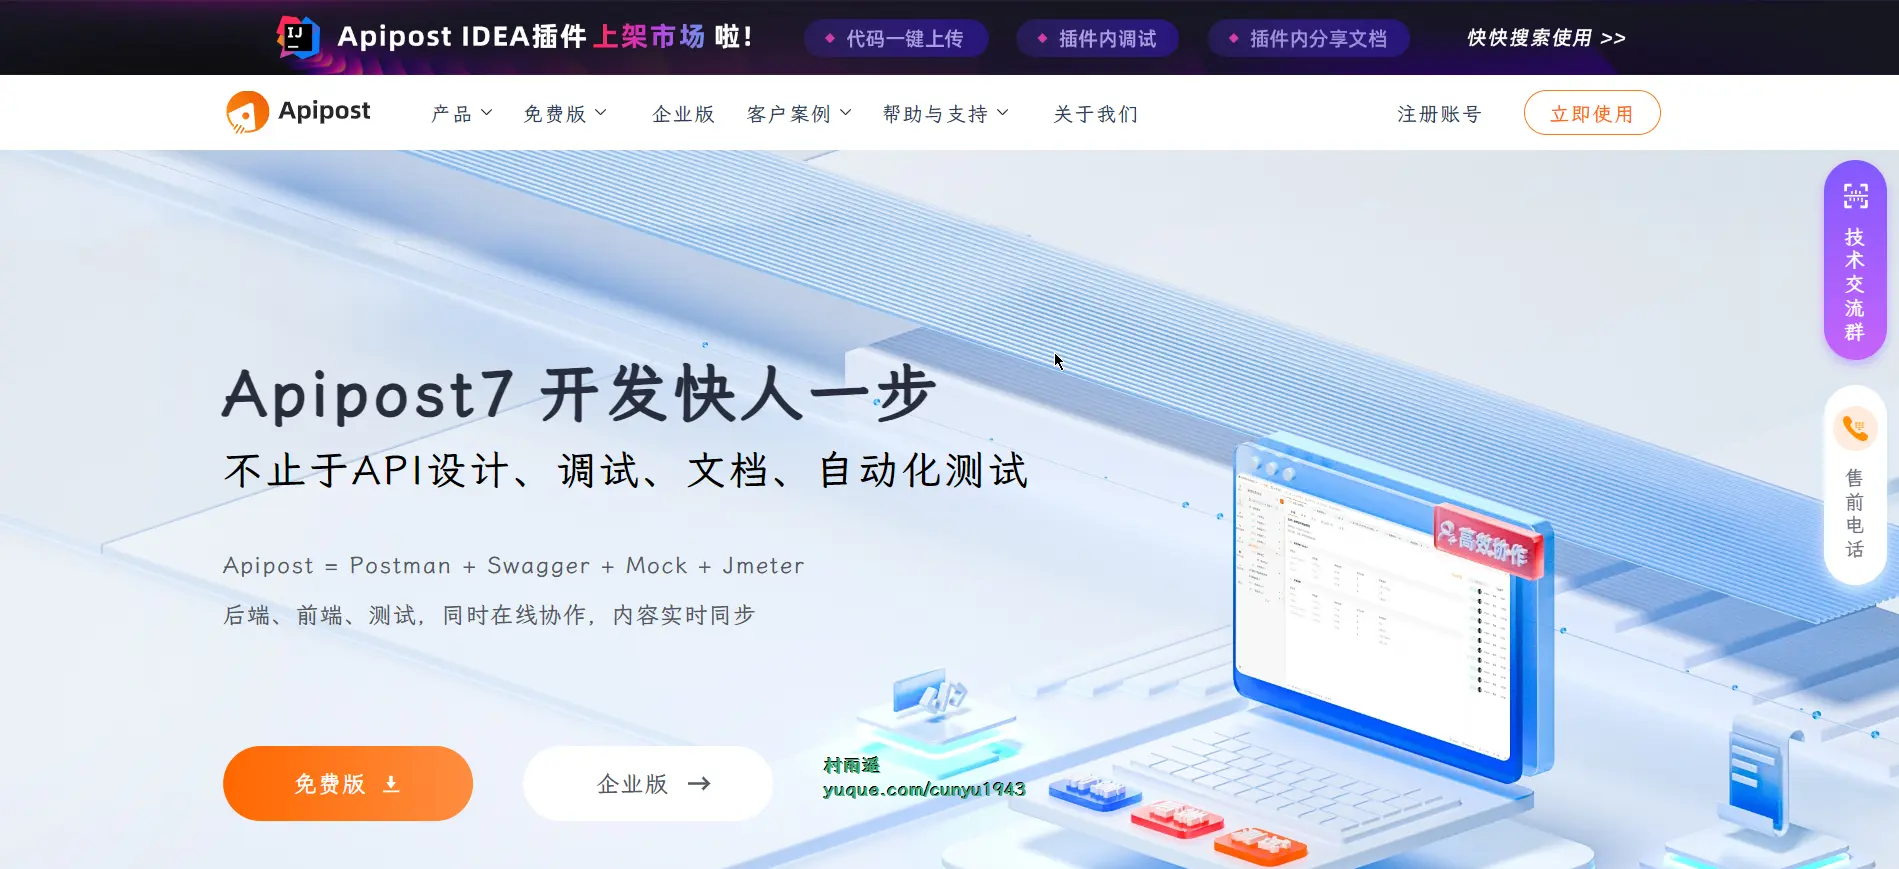 Apipost IDEA插件 上架市场 啦!
代码一键上传
插件内调试
插件内分享文档
快快搜索使用 >>
Apipost
产品
免费版
企业版
客户案例
帮助与支持
关于我们
注册账号
立即使用
技术交流群
售前电话
Apipost7 开发快人一步
不止于API设计、调试、文档、自动化测试
Apipost = Postman + Swagger + Mock + Jmeter
后端、前端、测试，同时在线协作，内容实时同步
高效协作
免费版
企业版
村雨遥
yuque.com/cunyu1943